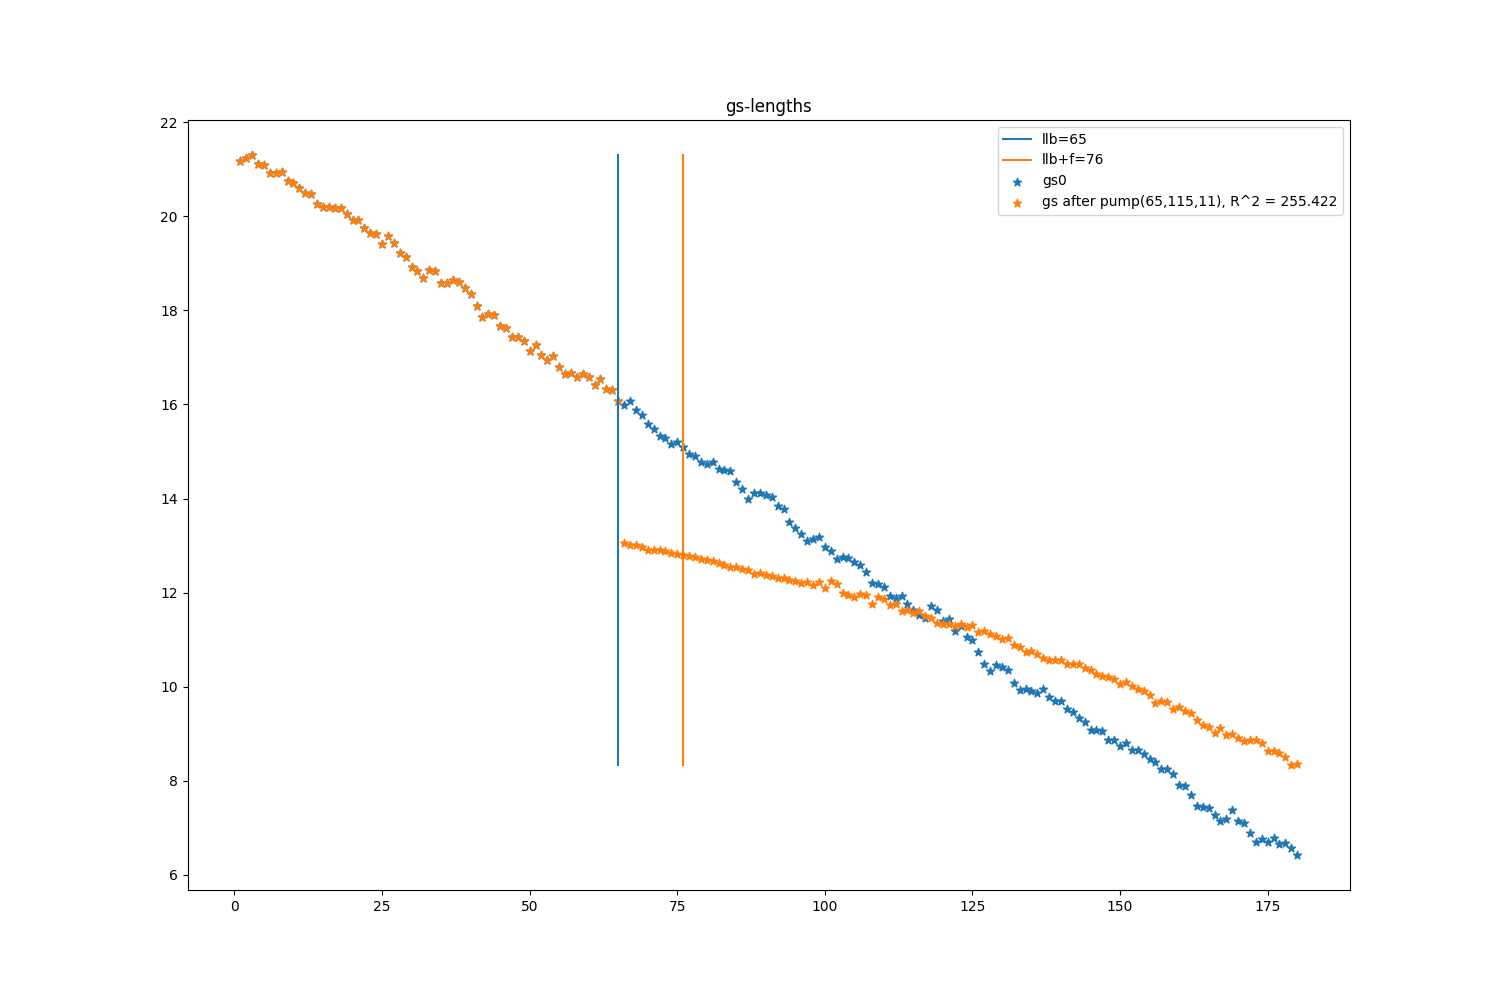 gs-lengths
llb=65
llb+f=76
gs0
gs after pump(65,115,11), R^2 = 255.422
22
20
18
16
14
12
10
8
6
0 25 50 75 100 125 150 175